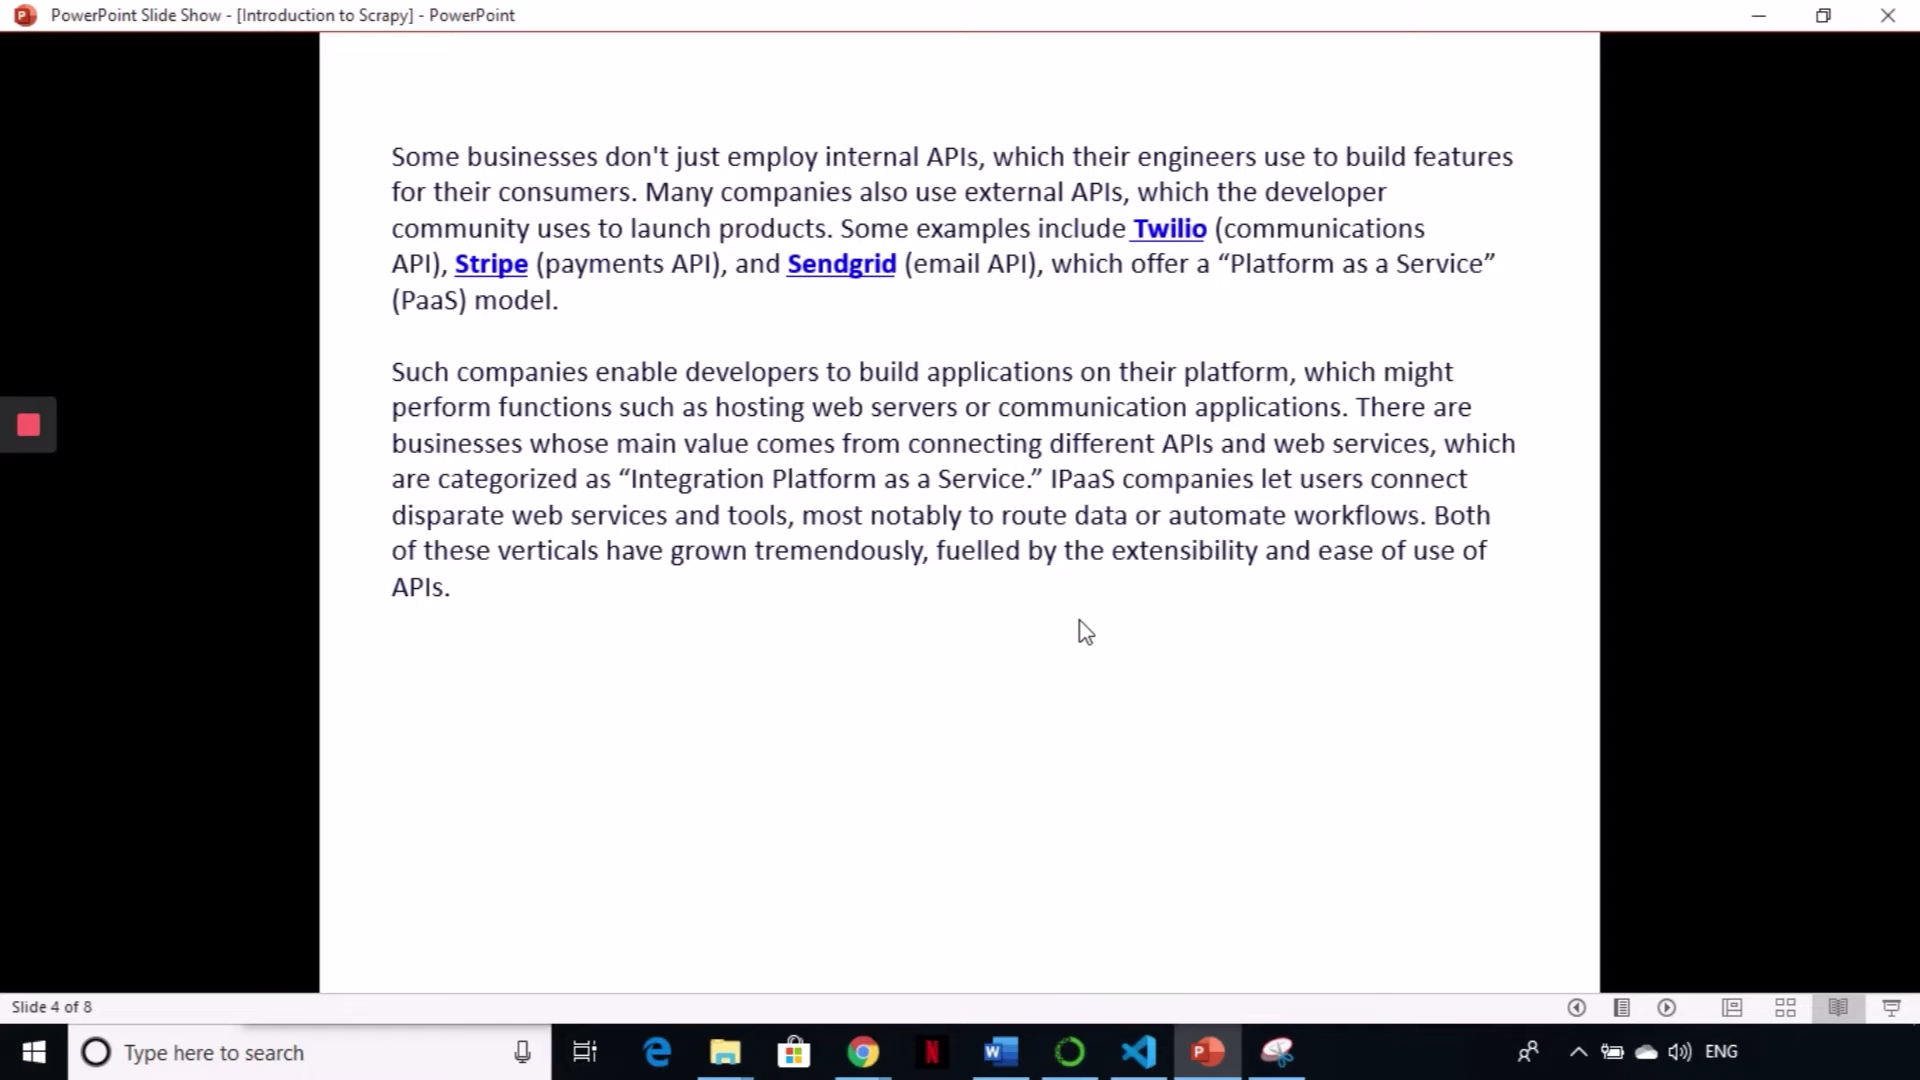 PowerPoint Slide Show - [Introduction to Scrapy] - PowerPoint
Some businesses don't just employ internal APIs, which their engineers use to build features
for their consumers. Many companies also use external APIs, which the developer
community uses to launch products. Some examples include Twilio (communications
API), Stripe (payments API), and Sendgrid (email API), which offer a “Platform as a Service”
(PaaS) model.
Such companies enable developers to build applications on their platform, which might
perform functions such as hosting web servers or communication applications. There are
businesses whose main value comes from connecting different APIs and web services, which
are categorized as “Integration Platform as a Service.” IPaaS companies let users connect
disparate web services and tools, most notably to route data or automate workflows. Both
of these verticals have grown tremendously, fuelled by the extensibility and ease of use of
APIs.
Slide 4 of 8
Type here to search
ENG